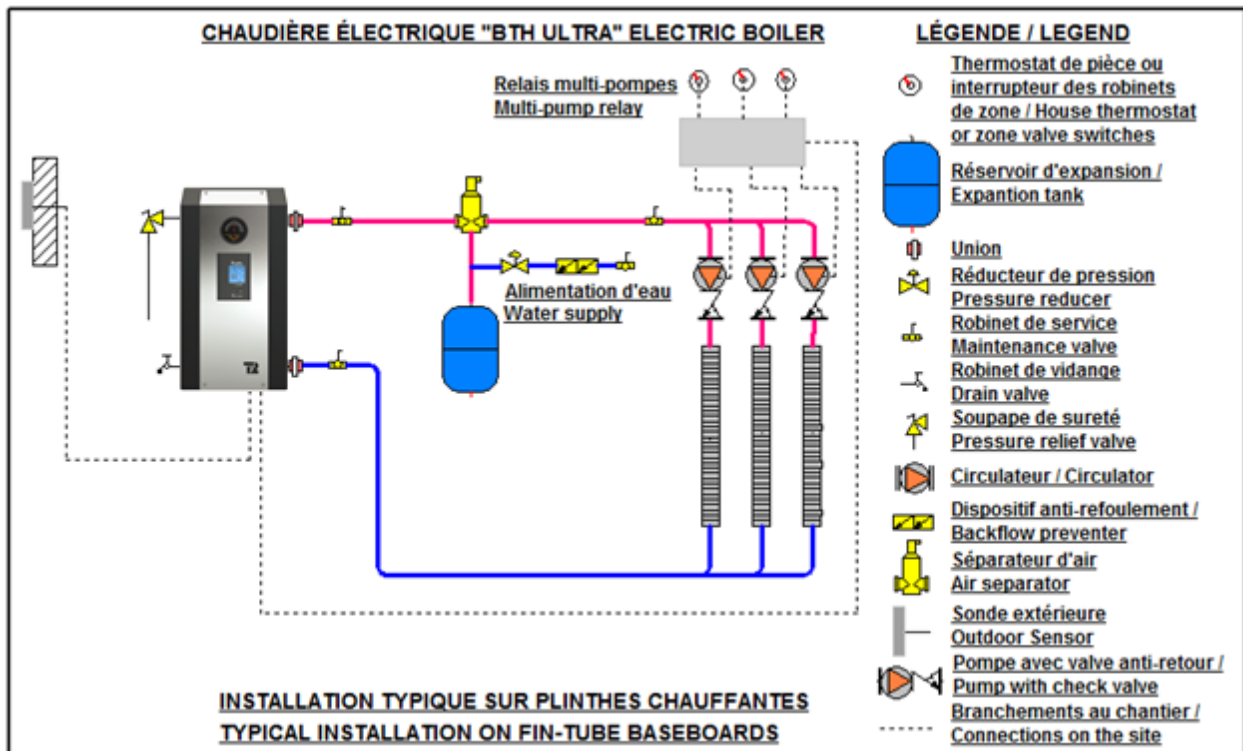 CHAUDIÈRE ÉLECTRIQUE "BTH ULTRA" ELECTRIC BOILER
Relais multi-pompes
Multi-pump relay
Alimentation d'eau
Water supply
INSTALLATION TYPIQUE SUR PLINTHES CHAUFFANTES
TYPICAL INSTALLATION ON FIN-TUBE BASEBOARDS
LÉGENDE / LEGEND
Thermostat de pièce ou
interrupteur des robinets
de zone / House thermostat
or zone valve switches
Réservoir d'expansion /
Expantion tank
Union
Réducteur de pression
Pressure reducer
Robinet de service
Maintenance valve
Robinet de vidange
Drain valve
Soupape de sureté
Pressure relief valve
Circulateur / Circulator
Dispositif anti-refoulement /
Backflow preventer
Séparateur d'air
Air separator
Sonde extérieure
Outdoor Sensor
Pompe avec valve anti-retour /
Pump with check valve
Branchements au chantier /
Connections on the site